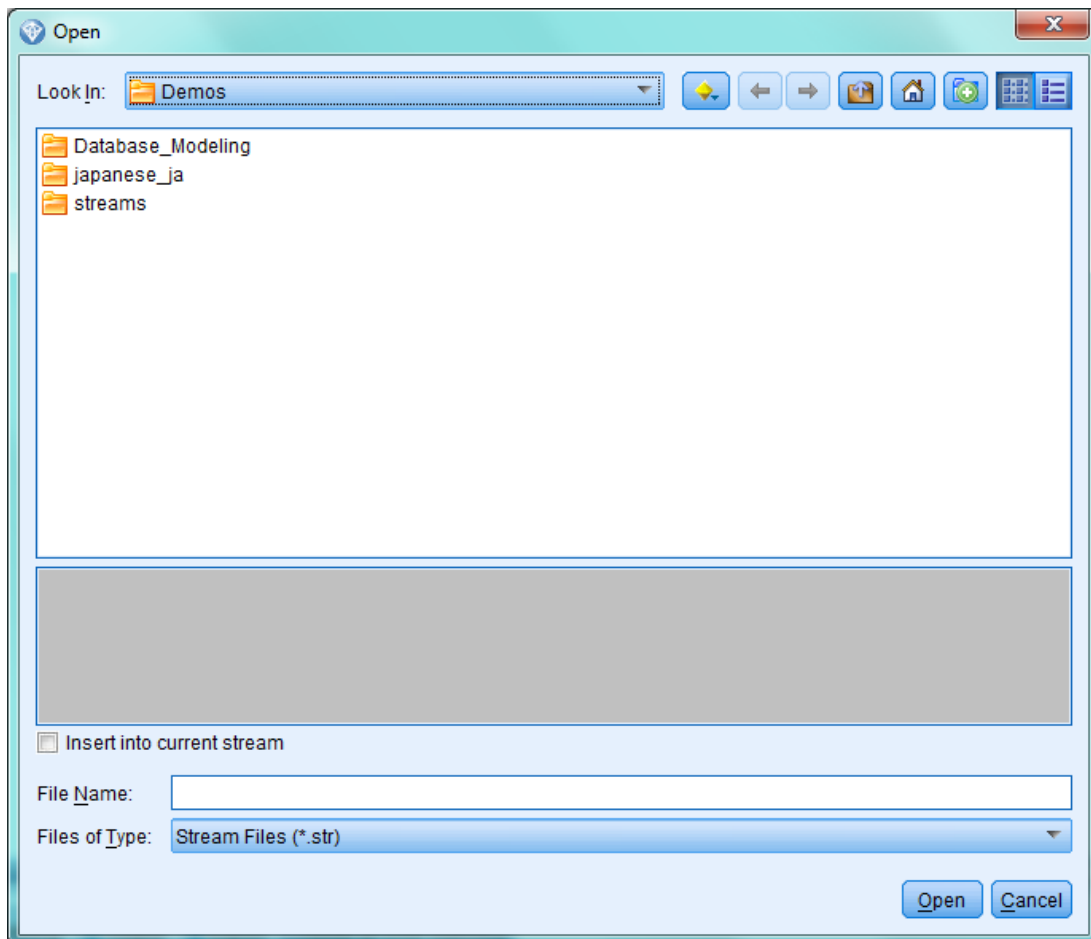 Open
Look In: Demos
Database_Modeling
japanese_ja
streams
Insert into current stream
File Name:
Files of Type: Stream Files (*.str)
Open Cancel